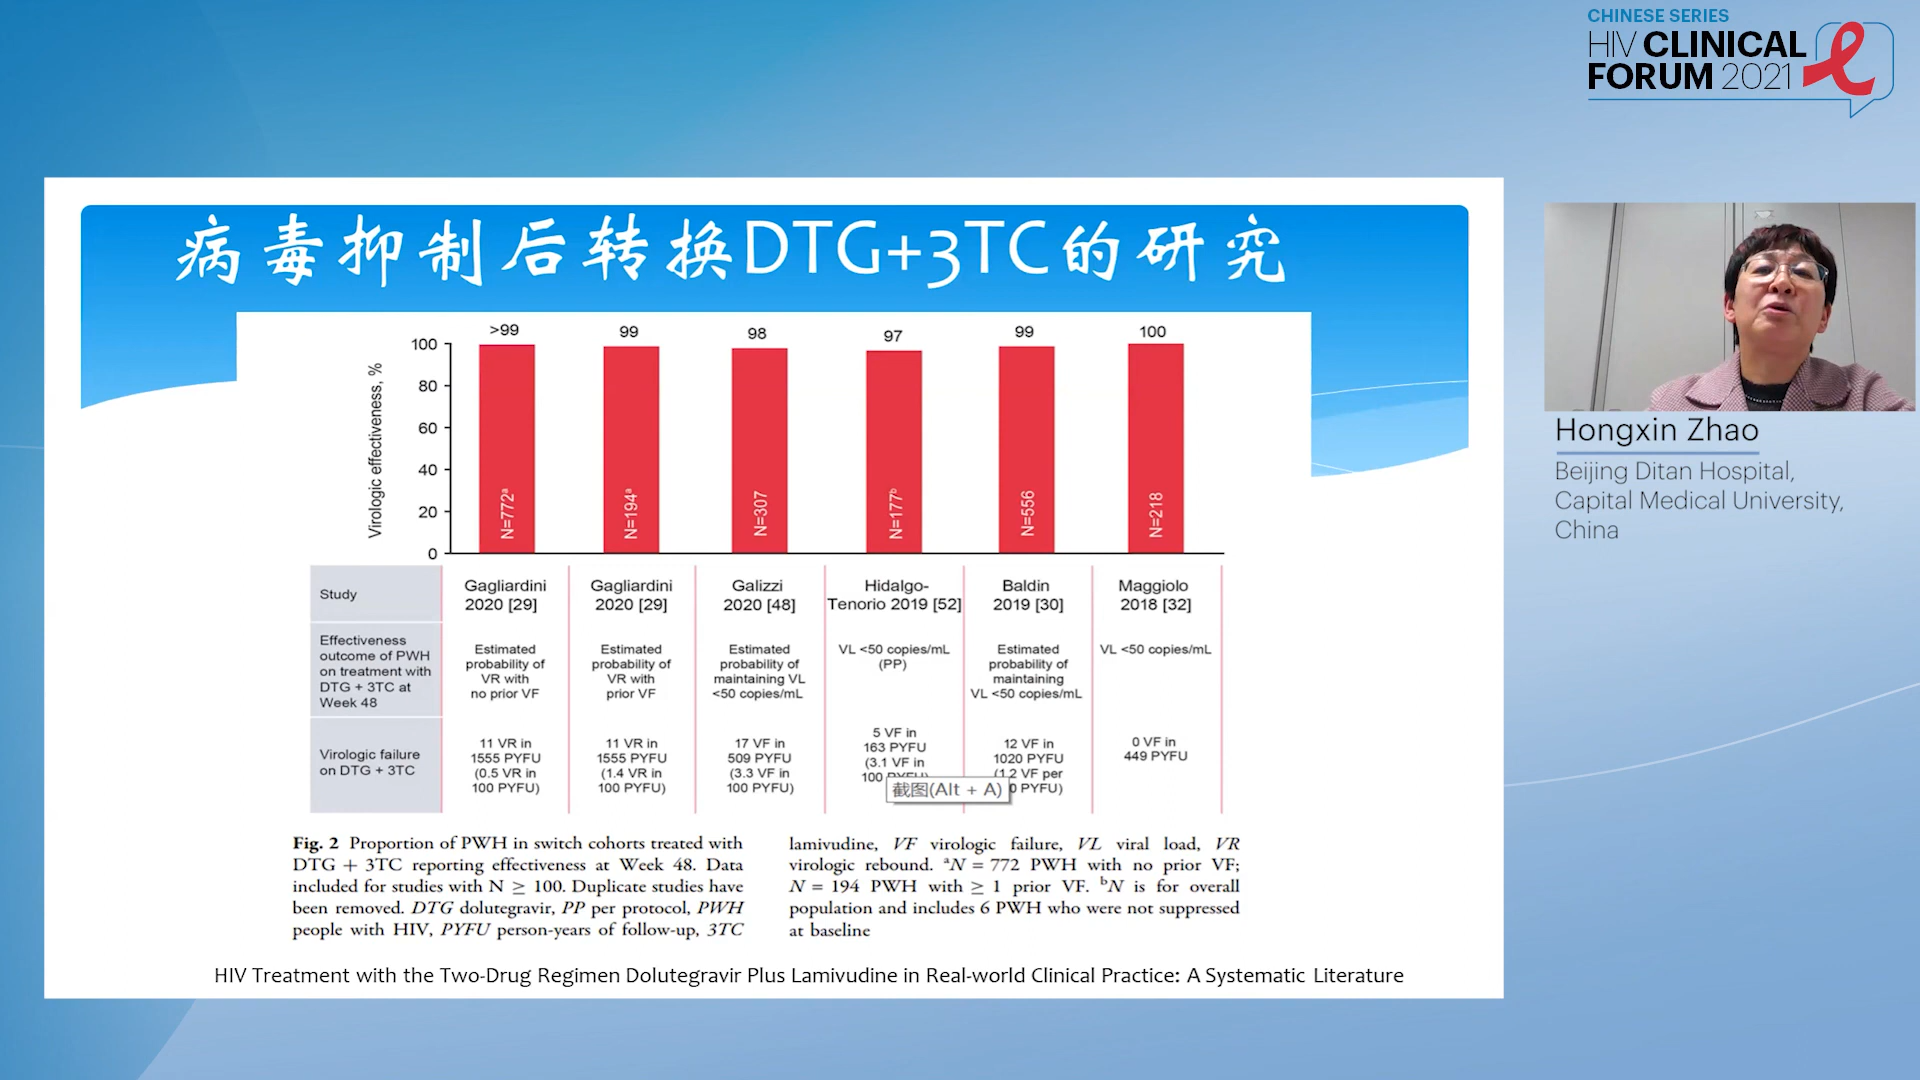 CHINESE SERIES
HIV CLINICAL
FORUM 2021
病毒抑制后转换DTG+3TC的研究
Virologic effectiveness, %
100
80
60
40
20
0
>99
99
98
97
99
100
N=772ᵃ
N=194ᵃ
N=307
N=177ᵇ
N=556
N=218
Study
Gagliardini
2020 [29]
Gagliardini
2020 [29]
Galizzi
2020 [48]
Hidalgo-
Tenorio 2019 [52]
Baldin
2019 [30]
Maggiolo
2018 [32]
Effectiveness
outcome of PWH
on treatment with
DTG + 3TC at
Week 48
Estimated
probability of
VR with
no prior VF
Estimated
probability of
VR with
prior VF
Estimated
probability of
maintaining VL
<50 copies/mL
VL <50 copies/mL
(PP)
Estimated
probability of
maintaining
VL <50 copies/mL
VL <50 copies/mL
Virologic failure
on DTG + 3TC
11 VR in
1555 PYFU
(0.5 VR in
100 PYFU)
11 VR in
1555 PYFU
(1.4 VR in
100 PYFU)
17 VF in
509 PYFU
(3.3 VF in
100 PYFU)
5 VF in
163 PYFU
(3.1 VF in
100 PYFU)
12 VF in
1020 PYFU
(1.2 VF per
0 PYFU)
0 VF in
449 PYFU
截图(Alt + A)
Fig. 2 Proportion of PWH in switch cohorts treated with
DTG + 3TC reporting effectiveness at Week 48. Data
included for studies with N ≥ 100. Duplicate studies have
been removed. DTG dolutegravir, PP per protocol, PWH
people with HIV, PYFU person-years of follow-up, 3TC
lamivudine, VF virologic failure, VL viral load, VR
virologic rebound. ᵃN = 772 PWH with no prior VF;
N = 194 PWH with ≥ 1 prior VF. ᵇN is for overall
population and includes 6 PWH who were not suppressed
at baseline
HIV Treatment with the Two-Drug Regimen Dolutegravir Plus Lamivudine in Real-world Clinical Practice: A Systematic Literature
Hongxin Zhao
Beijing Ditan Hospital,
Capital Medical University,
China